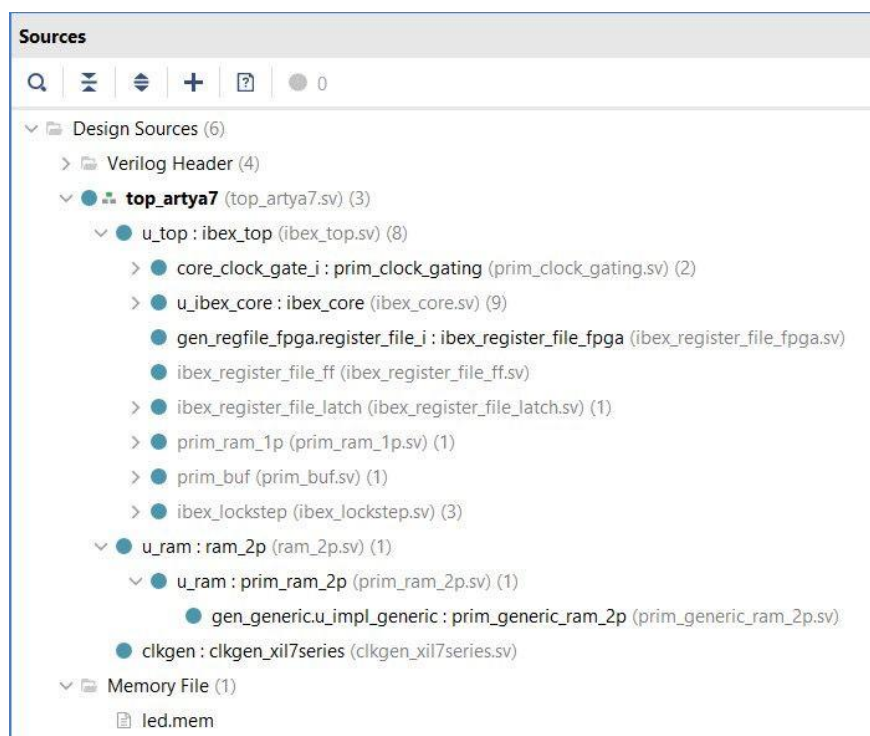 Sources
0
Design Sources (6)
Verilog Header (4)
top_artya7 (top_artya7.sv) (3)
u_top : ibex_top (ibex_top.sv) (8)
core_clock_gate_i : prim_clock_gating (prim_clock_gating.sv) (2)
u_ibex_core : ibex_core (ibex_core.sv) (9)
gen_regfile_fpga.register_file_i : ibex_register_file_fpga (ibex_register_file_fpga.sv)
ibex_register_file_ff (ibex_register_file_ff.sv)
ibex_register_file_latch (ibex_register_file_latch.sv) (1)
prim_ram_1p (prim_ram_1p.sv) (1)
prim_buf (prim_buf.sv) (1)
ibex_lockstep (ibex_lockstep.sv) (3)
u_ram : ram_2p (ram_2p.sv) (1)
u_ram : prim_ram_2p (prim_ram_2p.sv) (1)
gen_generic.u_impl_generic : prim_generic_ram_2p (prim_generic_ram_2p.sv)
clkgen : clkgen_xil7series (clkgen_xil7series.sv)
Memory File (1)
led.mem